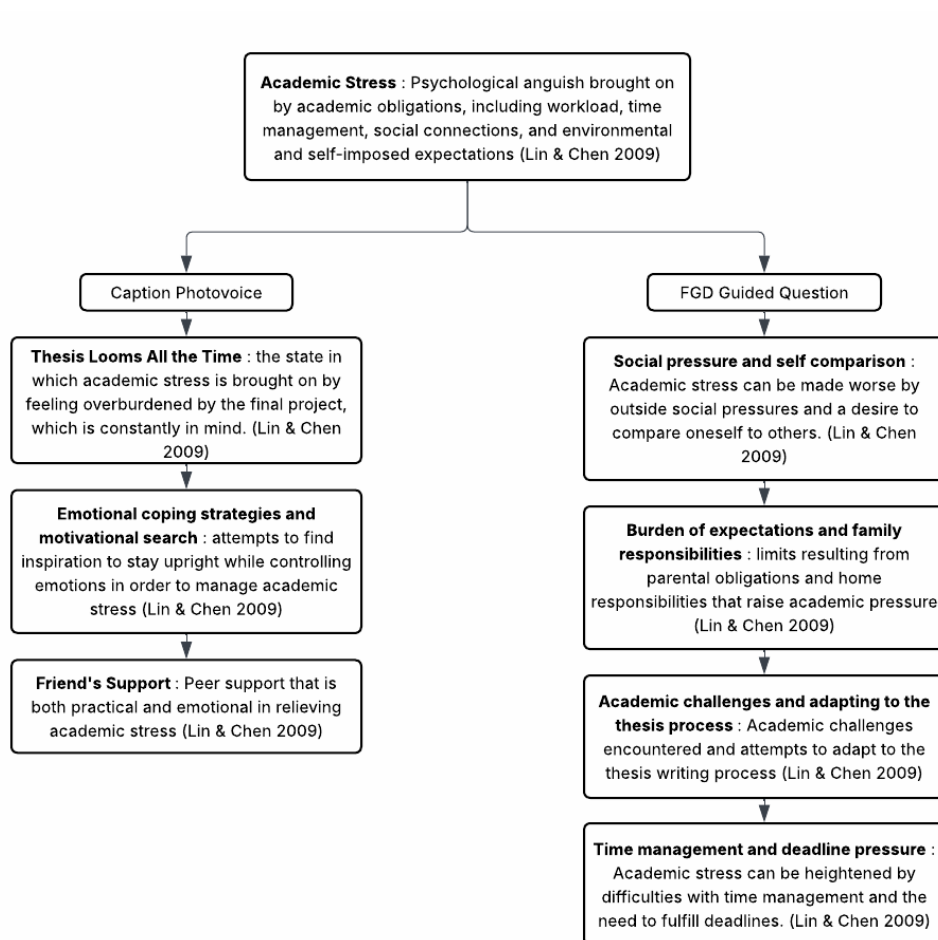 Academic Stress : Psychological anguish brought on
by academic obligations, including workload, time
management, social connections, and environmental
and self-imposed expectations (Lin & Chen 2009)
Caption Photovoice
Thesis Looms All the Time : the state in
which academic stress is brought on by
feeling overburdened by the final project,
which is constantly in mind. (Lin & Chen
2009)
Emotional coping strategies and
motivational search : attempts to find
inspiration to stay upright while controlling
emotions in order to manage academic
stress (Lin & Chen 2009)
Friend's Support : Peer support that is
both practical and emotional in relieving
academic stress (Lin & Chen 2009)
FGD Guided Question
Social pressure and self comparison :
Academic stress can be made worse by
outside social pressures and a desire to
compare oneself to others. (Lin & Chen
2009)
Burden of expectations and family
responsibilities : limits resulting from
parental obligations and home
responsibilities that raise academic pressure
(Lin & Chen 2009)
Academic challenges and adapting to the
thesis process : Academic challenges
encountered and attempts to adapt to the
thesis writing process (Lin & Chen 2009)
Time management and deadline pressure :
Academic stress can be heightened by
difficulties with time management and the
need to fulfill deadlines. (Lin & Chen 2009)